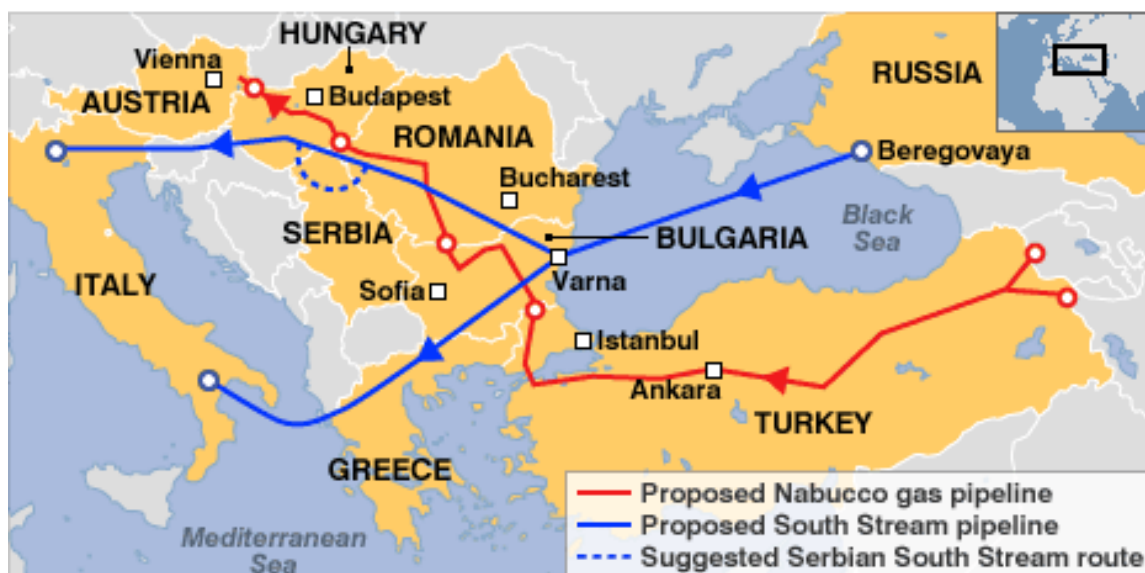 HUNGARY
Vienna
AUSTRIA
Budapest
ROMANIA
RUSSIA
Beregovaya
Bucharest
SERBIA
BULGARIA
Black
Sea
ITALY
Sofia
Varna
Istanbul
Ankara
TURKEY
GREECE
Mediterranean
Sea
Proposed Nabucco gas pipeline
Proposed South Stream pipeline
Suggested Serbian South Stream route